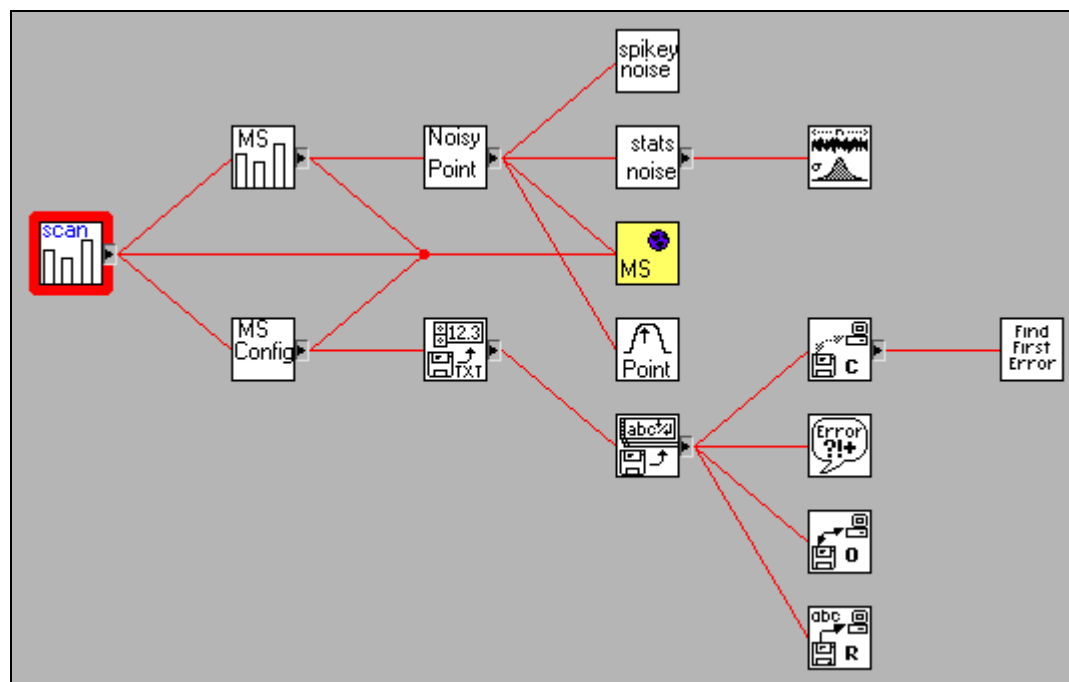 spikey
noise
MS
Noisy
Point
stats
noise
n
σ
scan
MS
MS
Config
12.3
TXT
Point
C
Find
First
Error
abc
Error
?!+
O
abc
R